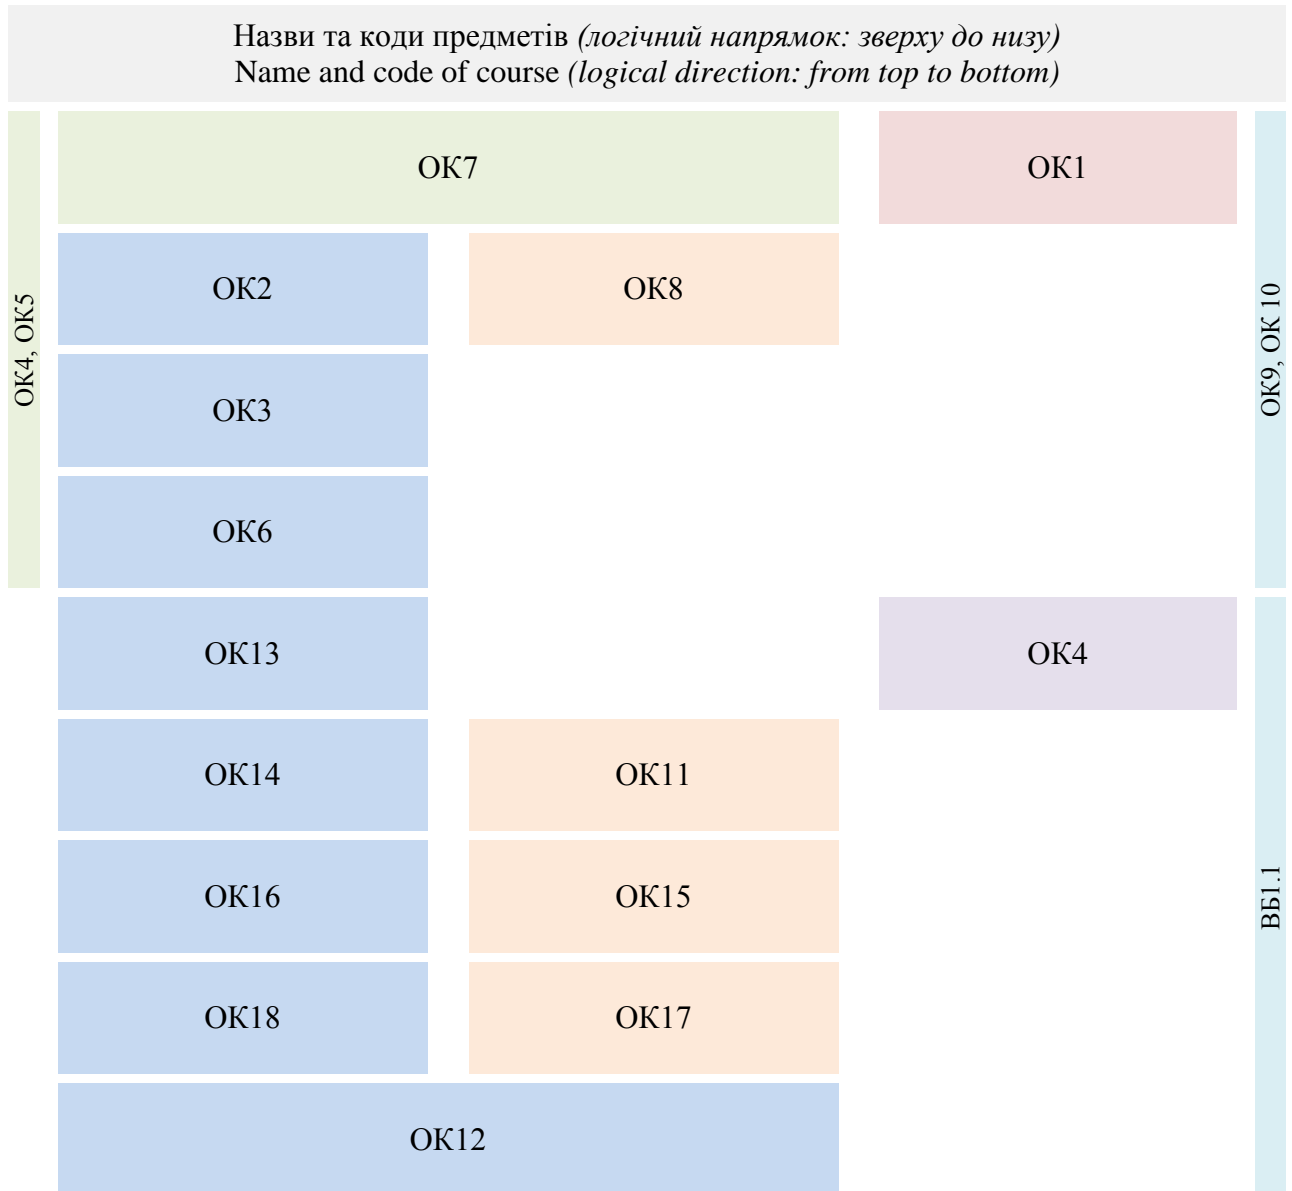 Назви та коди предметів (логічний напрямок: зверху до низу)
Name and code of course (logical direction: from top to bottom)
ОК4, ОК5
ОК7
ОК1
ОК9, ОК 10
ОК2
ОК8
ОК3
ОК6
ОК13
ОК4
ВБ1.1
ОК14
ОК11
ОК16
ОК15
ОК18
ОК17
ОК12